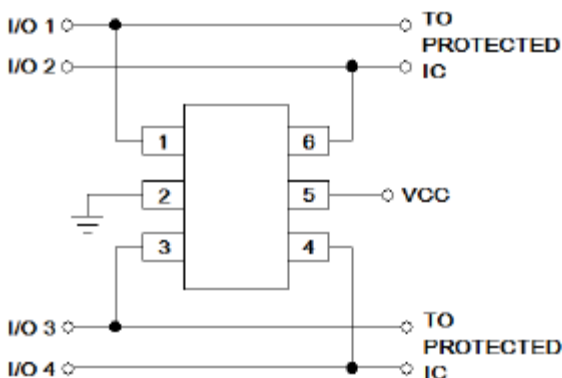 I/O 1
TO
PROTECTED
I/O 2
IC
1
6
2
5
VCC
3
4
I/O 3
TO
PROTECTED
I/O 4
IC